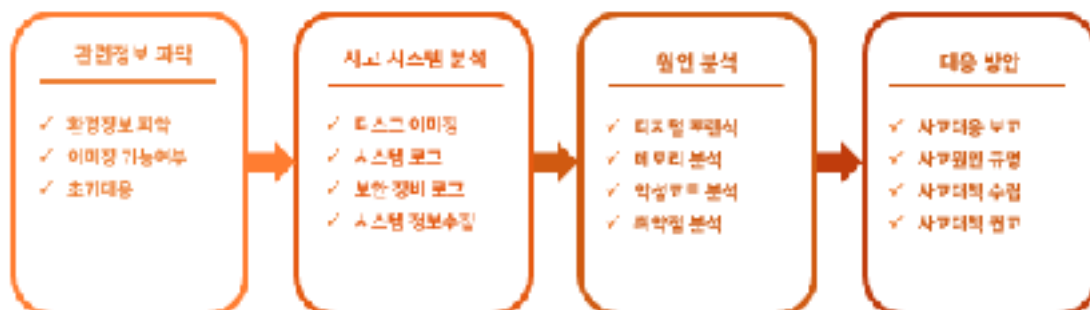 관련정보 파악
✓ 환경정보 파악
✓ 이미징 가능여부
✓ 초기대응
사고 시스템 분석
✓ 디스크 이미징
✓ 시스템 로그
✓ 보안 장비 로그
✓ 시스템 정보수집
원인 분석
✓ 디지털 포렌식
✓ 메모리 분석
✓ 악성코드 분석
✓ 취약점 분석
대응 방안
✓ 사고대응 보고
✓ 사고원인 규명
✓ 사고대책 수립
✓ 사고대책 권고